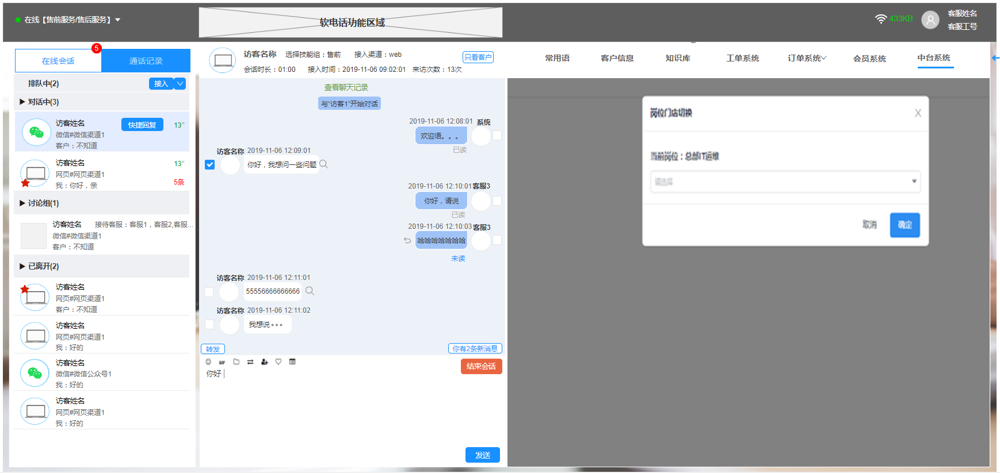 在线【售前服务/售后服务】
软电话功能区域
433KB
客服姓名
客服工号
在线会话
5
通话记录
排队中(2)
接入
对话中(3)
访客姓名
快捷回复
13''
微信#微信渠道1
客户：不知道
访客姓名
13''
网页#网页渠道1
我：你好，亲
5条
讨论组(1)
访客姓名
接待客服：客服1，客服2,客服...
微信#微信渠道1
客户：不知道
已离开(2)
访客姓名
网页#网页渠道1
客户：不知道
访客姓名
网页#网页渠道1
我：好的
访客姓名
微信#微信公众号1
我：好的
访客姓名
网页#网页渠道1
我：好的
访客名称
选择技能组：售前
接入渠道：web
只看客户
会话时长：01:00
接入时间：2019-11-06 09:02:01
来访次数：13次
查看聊天记录
与“访客1”开始对话
2019-11-06 12:08:01 系统
欢迎语。。。
已读
访客名称 2019-11-06 12:09:01
你好，我想问一些问题
2019-11-06 12:10:01 客服3
你好，请说
已读
2019-11-06 12:10:03 客服3
哈哈哈哈哈哈哈
未读
访客名称 2019-11-06 12:11:01
55556666666666
访客名称 2019-11-06 12:11:02
我想说
转发
你有2条新消息
GIF
结束会话
你好
发送
常用语
客户信息
知识库
工单系统
订单系统
会员系统
中台系统
岗位门店切换
X
当前岗位：总部IT运维
请选择
取消
确定